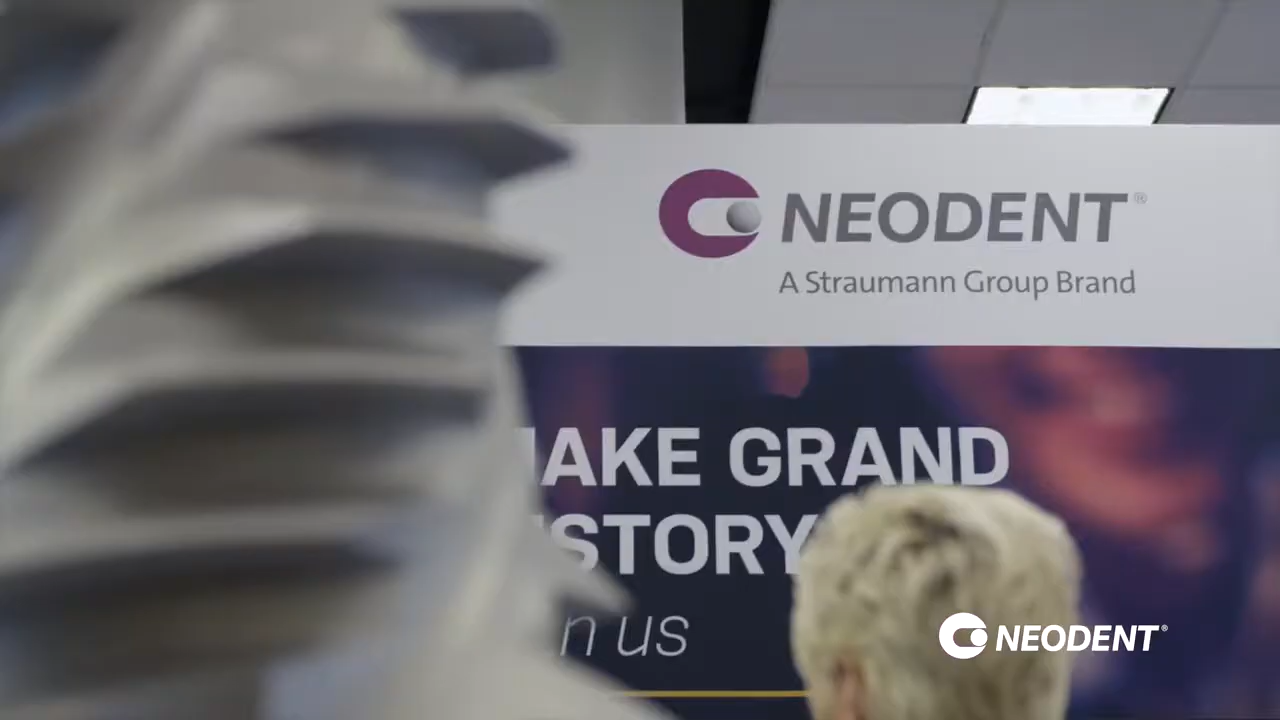 NEODENT®
A Straumann Group Brand
AKE GRAND
STORY
n us
NEODENT®